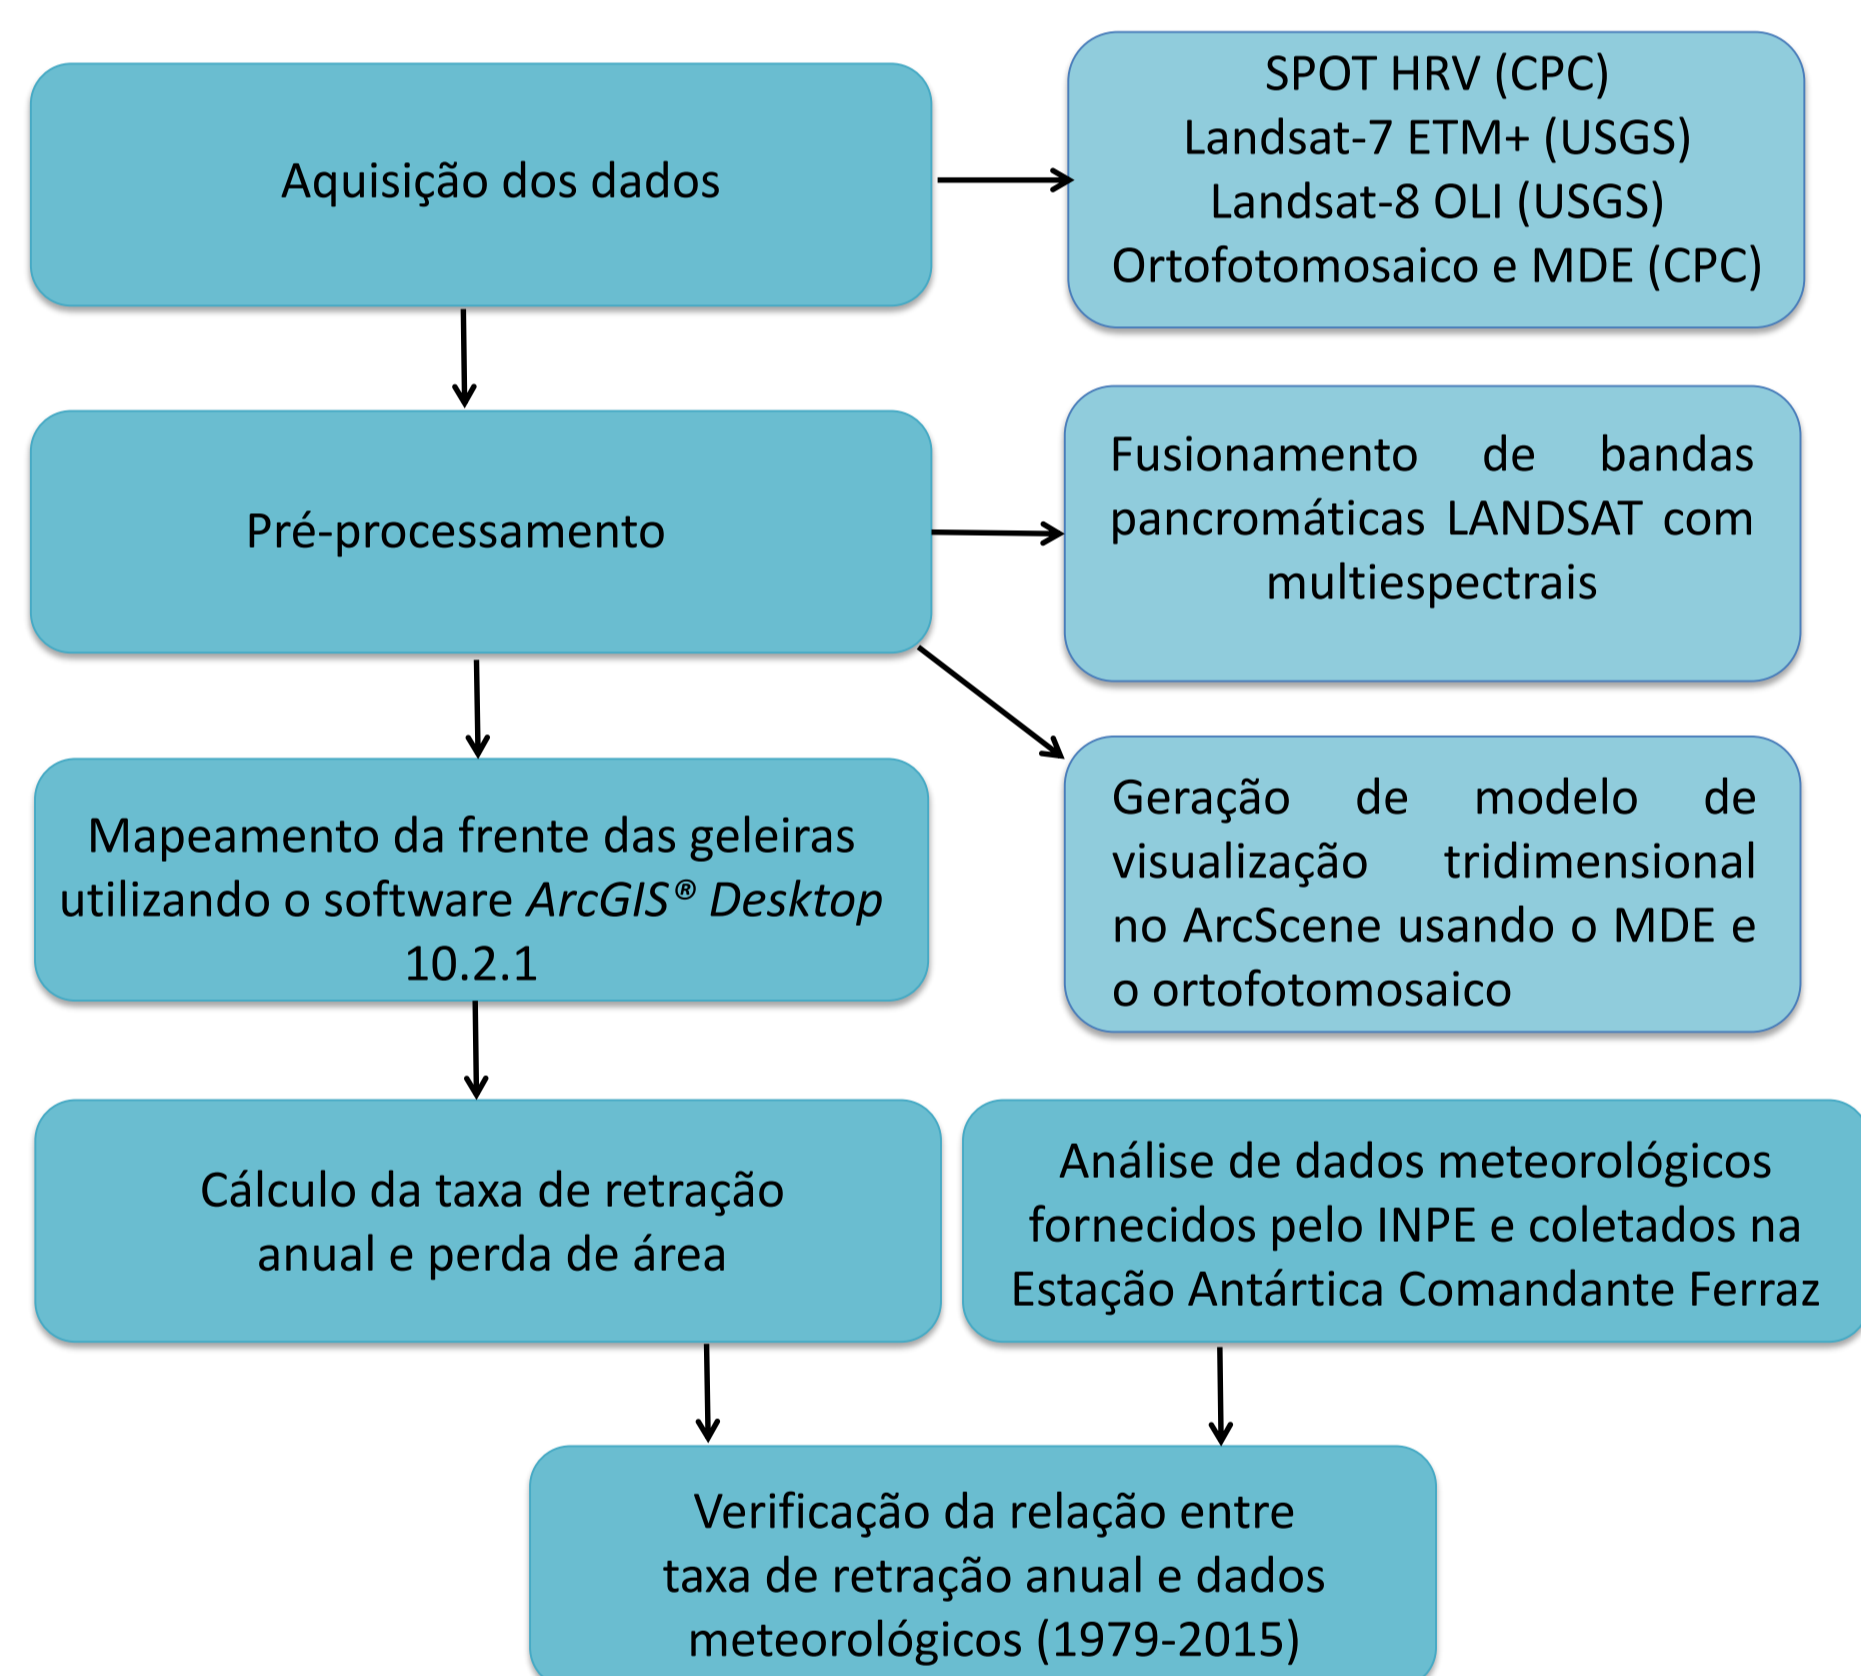 Aquisição dos dados
SPOT HRV (CPC)
Landsat-7 ETM+ (USGS)
Landsat-8 OLI (USGS)
Ortofotomosaico e MDE (CPC)
Pré-processamento
Fusionamento de bandas
pancromáticas LANDSAT com
multiespectrais
Geração de modelo de
visualização tridimensional
no ArcScene usando o MDE e
o ortofotomosaico
Mapeamento da frente das geleiras
utilizando o software ArcGIS® Desktop
10.2.1
Cálculo da taxa de retração
anual e perda de área
Análise de dados meteorológicos
fornecidos pelo INPE e coletados na
Estação Antártica Comandante Ferraz
Verificação da relação entre
taxa de retração anual e dados
meteorológicos (1979-2015)